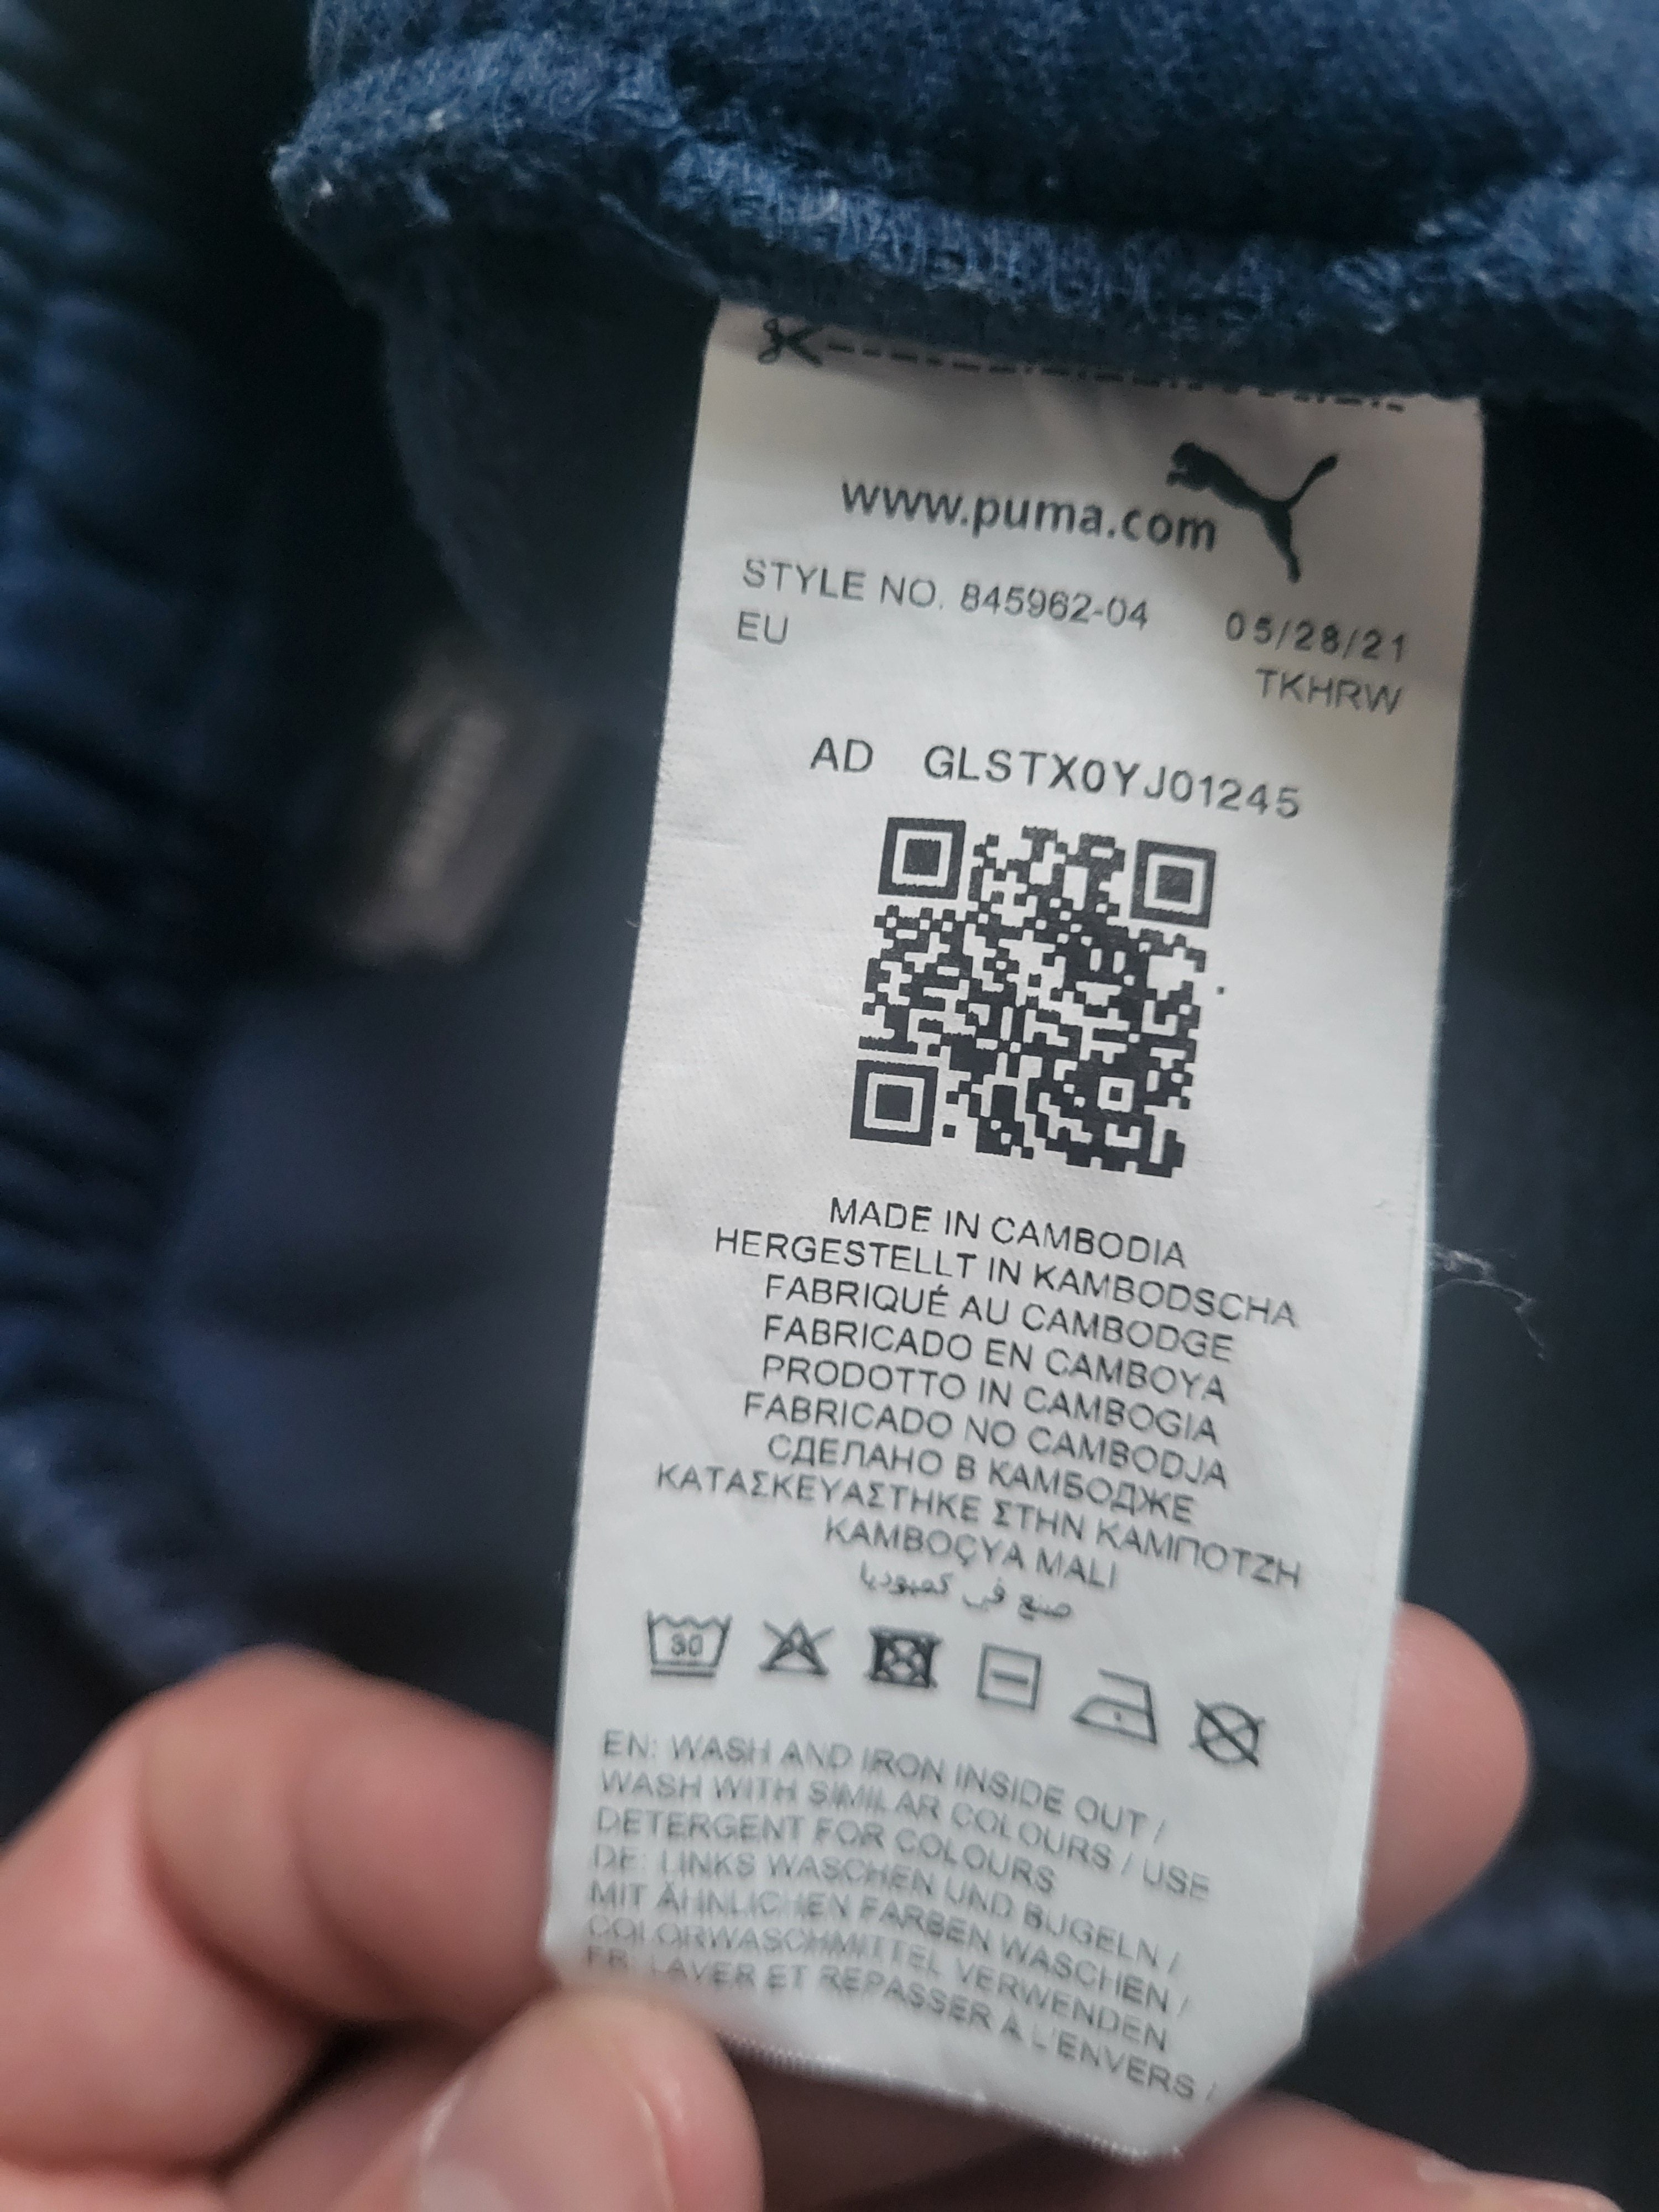 www.puma.com
STYLE NO. 845962-04 05/28/21
EU TKHRW
AD GLSTX0YJ01245
MADE IN CAMBODIA
HERGESTELLT IN KAMBODSCHA
FABRIQUÉ AU CAMBODGE
FABRICADO EN CAMBOYA
PRODOTTO IN CAMBOGIA
FABRICADO NO CAMBODJA
СДЕЛАНО В КАМБОДЖЕ
ΚΑΤΑΣΚΕΥΑΣΤΗΚΕ ΣΤΗΝ ΚΑΜΠΟΤΖΗ
KAMBOÇYA MALI
صنع في كمبوديا
30
EN: WASH AND IRON INSIDE OUT /
WASH WITH SIMILAR COLOURS / USE
DETERGENT FOR COLOURS
DE: LINKS WASCHEN UND BÜGELN /
MIT ÄHNLICHEN FARBEN WASCHEN /
COLORWASCHMITTEL VERWENDEN
FR: LAVER ET REPASSER À L'ENVERS /